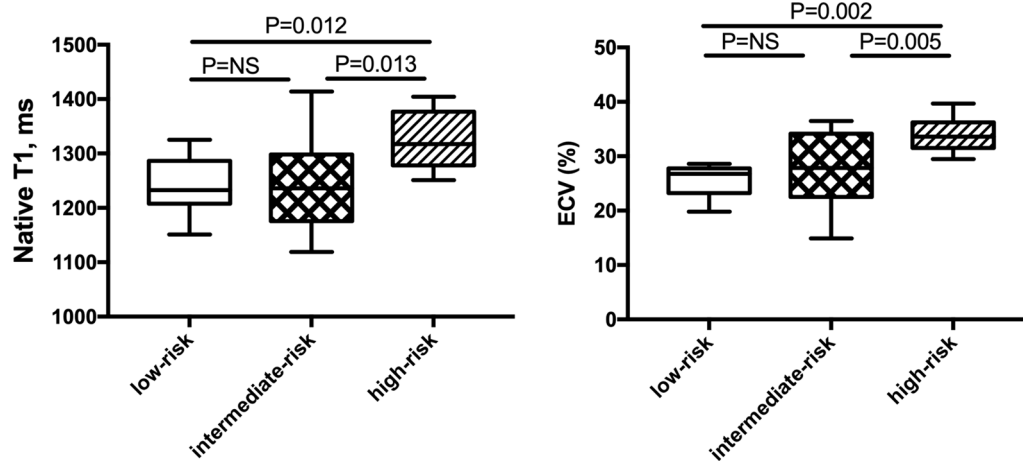 P=0.012
P=NS
P=0.013
Native T1, ms
1500
1400
1300
1200
1100
1000
low-risk
intermediate-risk
high-risk
P=0.002
P=NS
P=0.005
ECV (%)
50
40
30
20
10
0
low-risk
intermediate-risk
high-risk